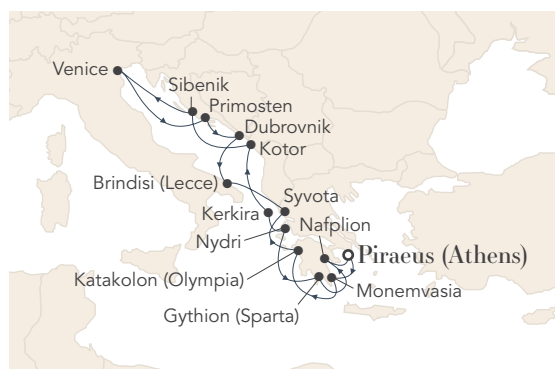 Venice
Sibenik
Primosten
Dubrovnik
Kotor
Brindisi (Lecce)
Syvota
Kerkira
Nafplion
Nydri
Piraeus (Athens)
Katakolon (Olympia)
Monemvasia
Gythion (Sparta)